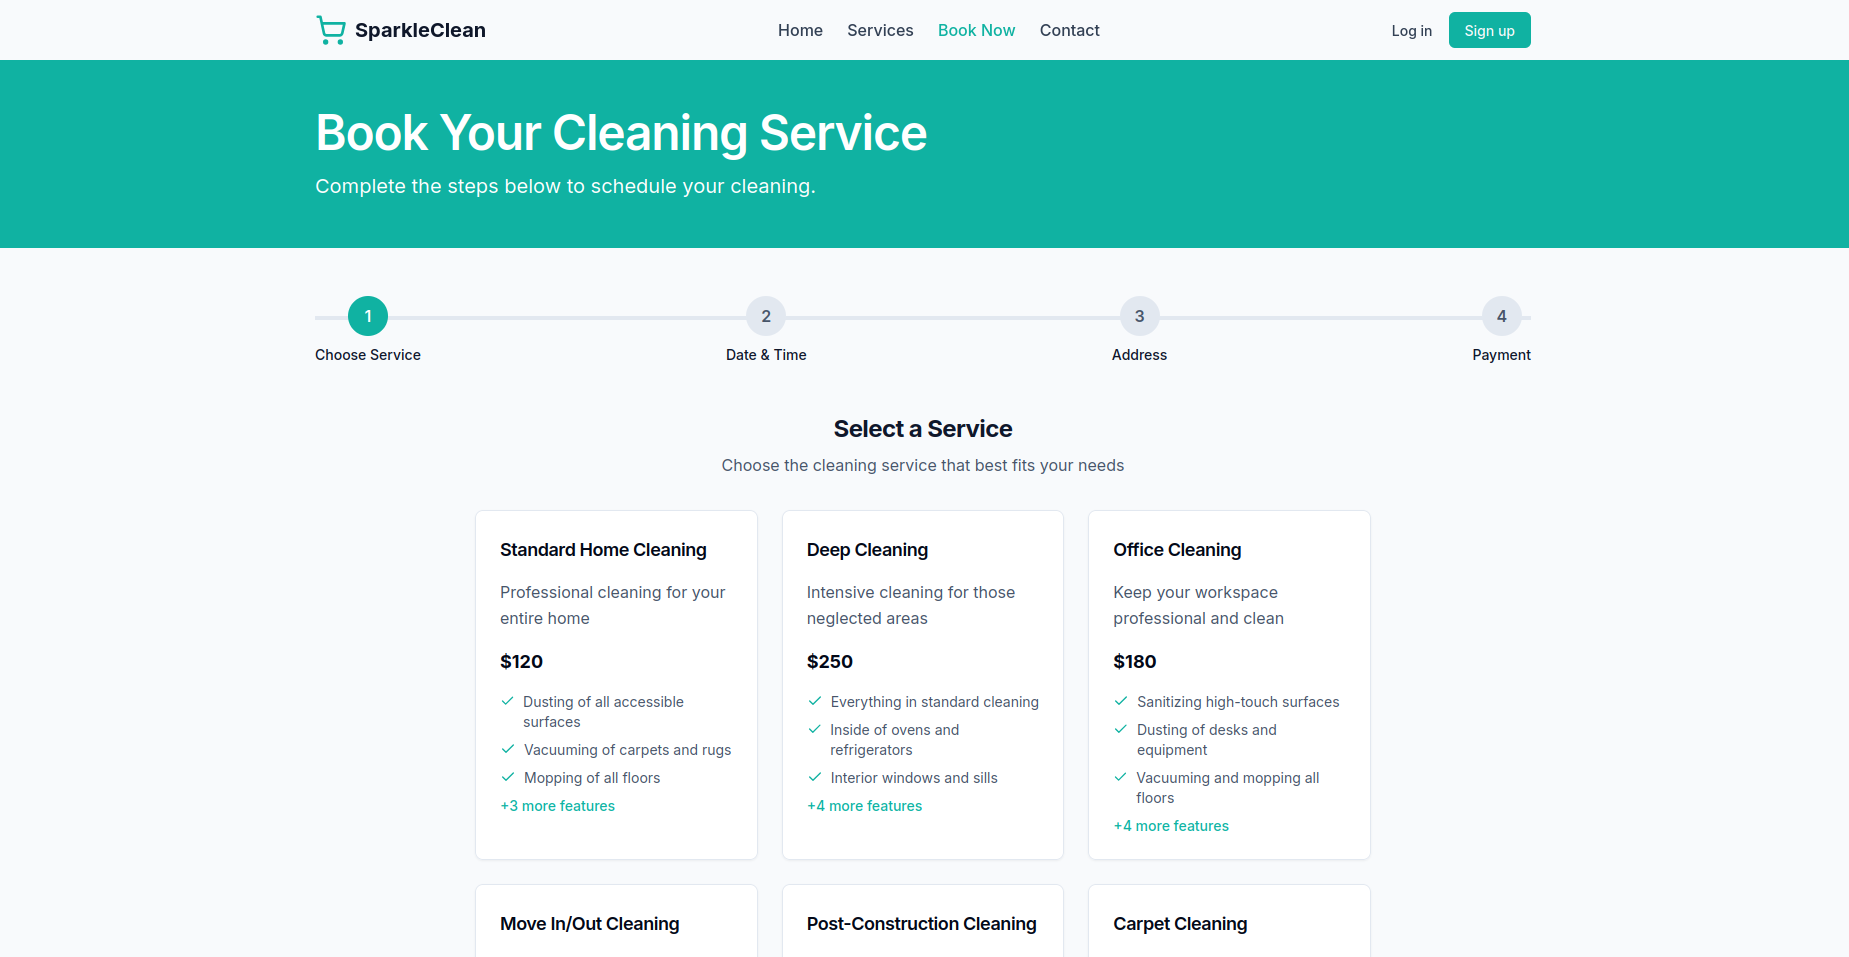 SparkleClean
Home Services Book Now Contact
Log in Sign up
Book Your Cleaning Service
Complete the steps below to schedule your cleaning.
1 2 3 4
Choose Service Date & Time Address Payment
Select a Service
Choose the cleaning service that best fits your needs
Standard Home Cleaning
Professional cleaning for your
entire home
$120
Dusting of all accessible
surfaces
Vacuuming of carpets and rugs
Mopping of all floors
+3 more features
Deep Cleaning
Intensive cleaning for those
neglected areas
$250
Everything in standard cleaning
Inside of ovens and
refrigerators
Interior windows and sills
+4 more features
Office Cleaning
Keep your workspace
professional and clean
$180
Sanitizing high-touch surfaces
Dusting of desks and
equipment
Vacuuming and mopping all
floors
+4 more features
Move In/Out Cleaning
Post-Construction Cleaning
Carpet Cleaning